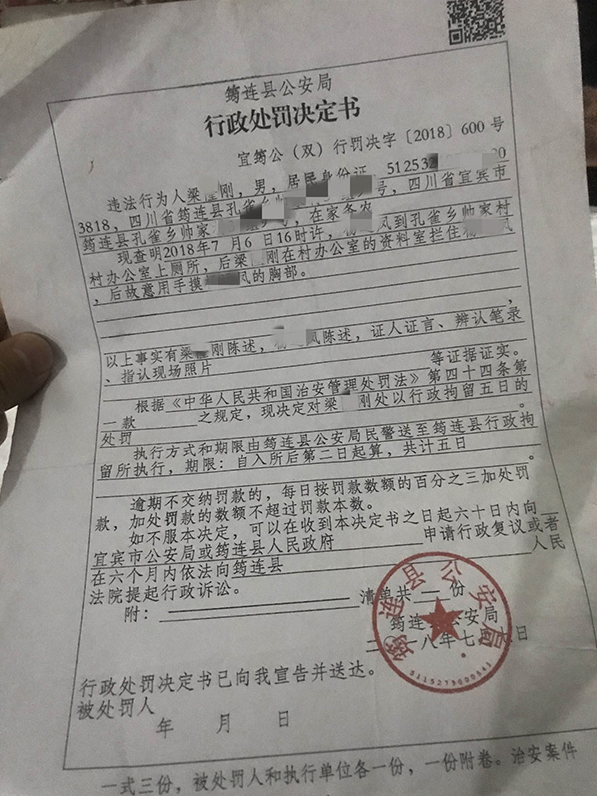 筠连县公安局
行政处罚决定书
宜筠公（双）行罚决字〔2018〕600号
违法行为人梁 刚，男，居民身份证 51253 20
3818，四川省筠连县孔雀乡帅 号，四川省宜宾市
筠连县孔雀乡帅家 ，在家务农
现查明2018年7月6日16时许， 凤到孔雀乡帅家村
村办公室上厕所，后梁 刚在村办公室的资料室拦住 凤
，后故意用手摸 凤的胸部。
，
以上事实有梁 刚陈述， 凤陈述，证人证言、辨认笔录
、指认现场照片 等证据证实。
根据《中华人民共和国治安管理处罚法》第四十四条第
一款 之规定，现决定对梁 刚处以行政拘留五日的
处罚 。
执行方式和期限由筠连县公安局民警送至筠连县行政拘
留所执行，期限：自入所后第二日起算，共计五日
。
逾期不交纳罚款的，每日按罚款数额的百分之三加处罚
款，加处罚款的数额不超过罚款本数。
如不服本决定，可以在收到本决定书之日起六十日内向
宜宾市公安局或筠连县人民政府 申请行政复议或者
在六个月内依法向筠连县 人民
法院提起行政诉讼。
附： 清单共 份
筠连县公安局
二 一八年七 日
筠连县公安局
5115275000541
行政处罚决定书已向我宣告并送达。
被处罚人
年 月 日
一式三份，被处罚人和执行单位各一份，一份附卷。治安案件